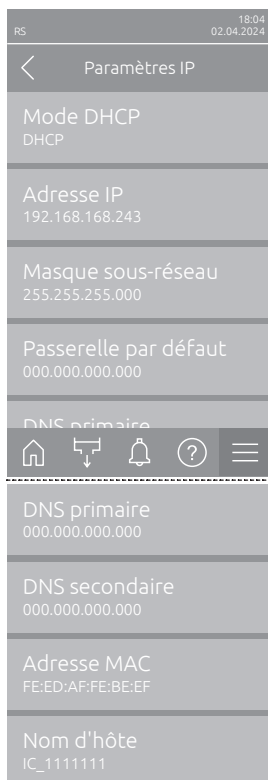 18:04
RS 02.04.2024
Paramètres IP
Mode DHCP
DHCP
Adresse IP
192.168.168.243
Masque sous-réseau
255.255.255.000
Passerelle par défaut
000.000.000.000
DNS primaire
?
DNS primaire
000.000.000.000
DNS secondaire
000.000.000.000
Adresse MAC
FE:ED:AF:FE:BE:EF
Nom d'hôte
IC_1111111